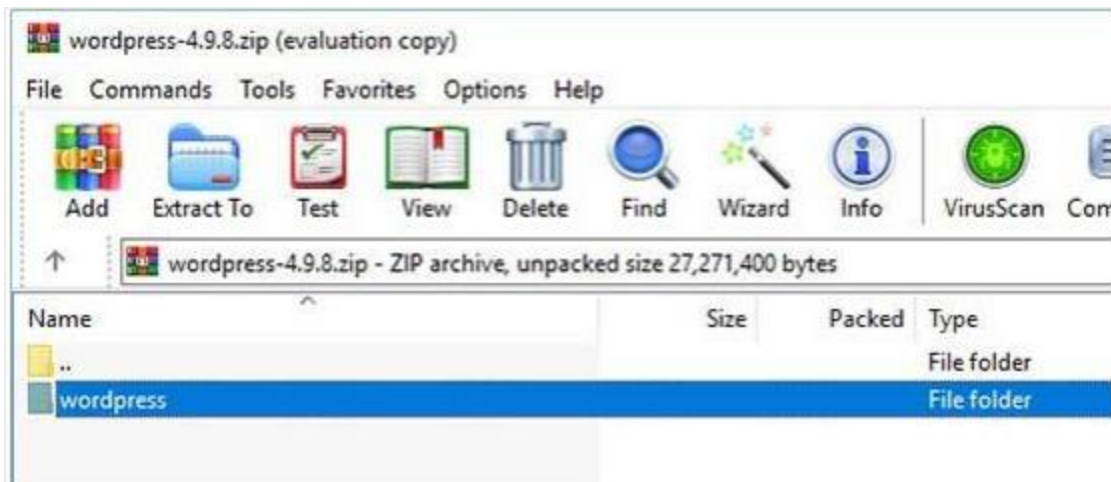 wordpress-4.9.8.zip (evaluation copy)
File Commands Tools Favorites Options Help
Add Extract To Test View Delete Find Wizard Info VirusScan
wordpress-4.9.8.zip - ZIP archive, unpacked size 27,271,400 bytes
Name Size Packed Type
.. File folder
wordpress File folder